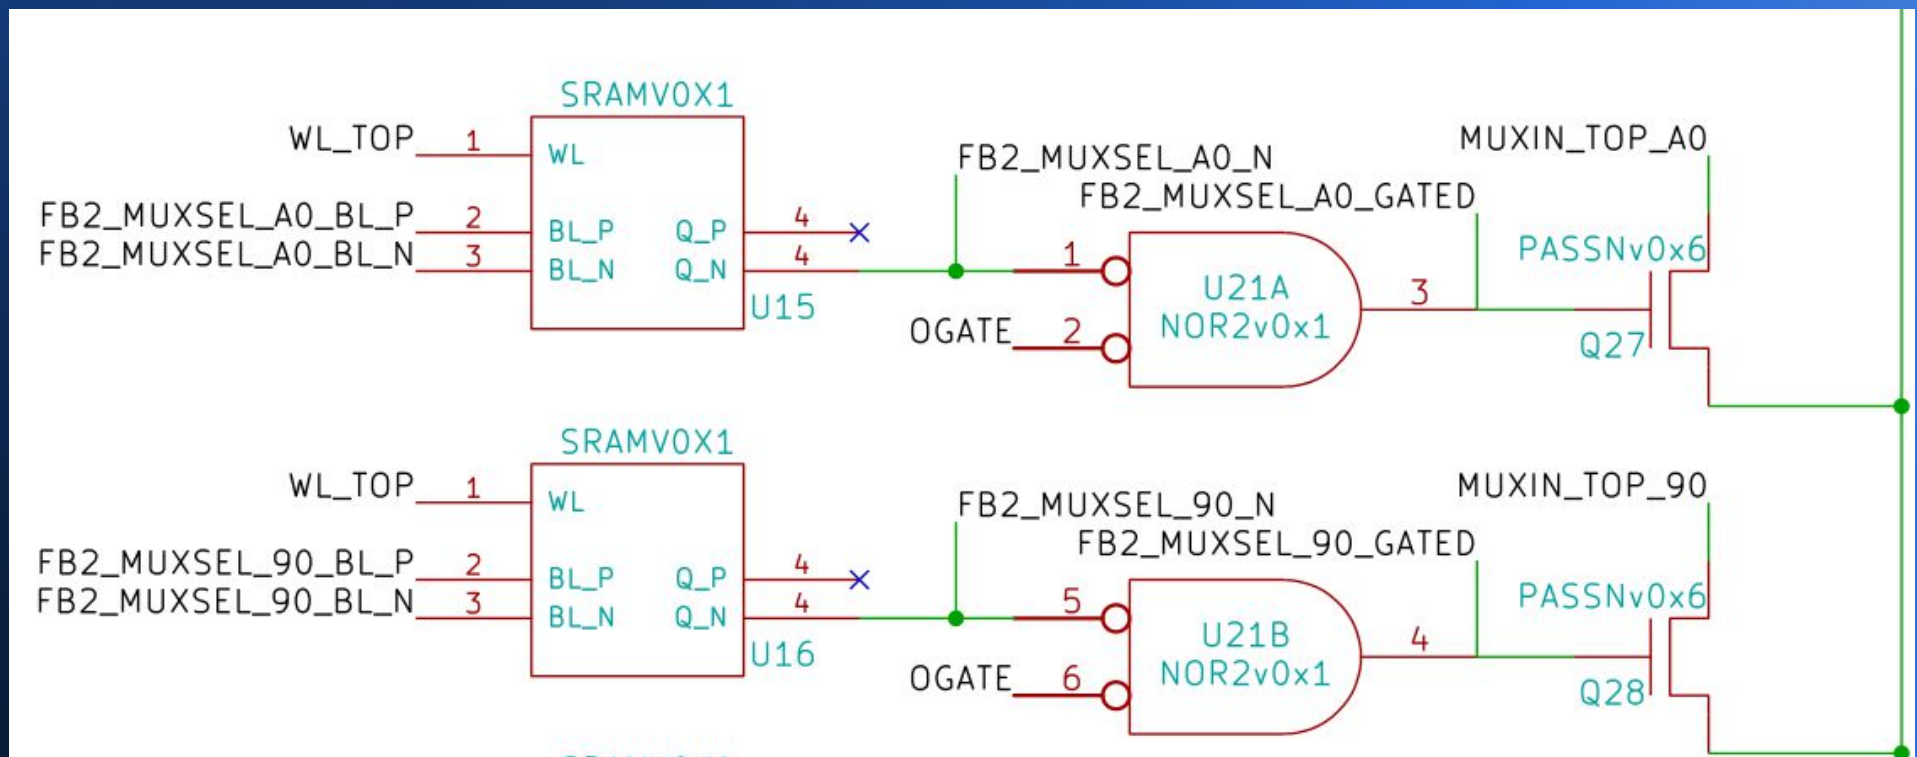 SRAMV0X1
WL_TOP 1 WL
FB2_MUXSEL_A0_BL_P 2 BL_P Q_P 4
FB2_MUXSEL_A0_BL_N 3 BL_N Q_N 4
U15
FB2_MUXSEL_A0_N
FB2_MUXSEL_A0_GATED
1
OGATE 2
U21A
NOR2v0x1
3
MUXIN_TOP_A0
PASSNv0x6
Q27
SRAMV0X1
WL_TOP 1 WL
FB2_MUXSEL_90_BL_P 2 BL_P Q_P 4
FB2_MUXSEL_90_BL_N 3 BL_N Q_N 4
U16
FB2_MUXSEL_90_N
FB2_MUXSEL_90_GATED
5
OGATE 6
U21B
NOR2v0x1
4
MUXIN_TOP_90
PASSNv0x6
Q28